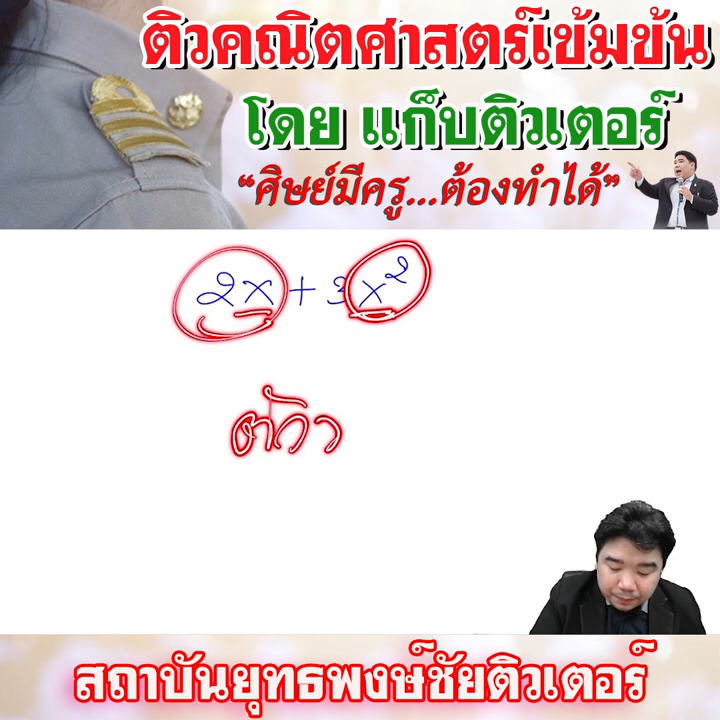 ติวคณิตศาสตร์เข้มข้น
โดย แก็บติวเตอร์
“ศิษย์มีครู...ต้องทำได้”
2x + 3x²
ตัวว
สถาบันยุทธพงษ์ชัยติวเตอร์